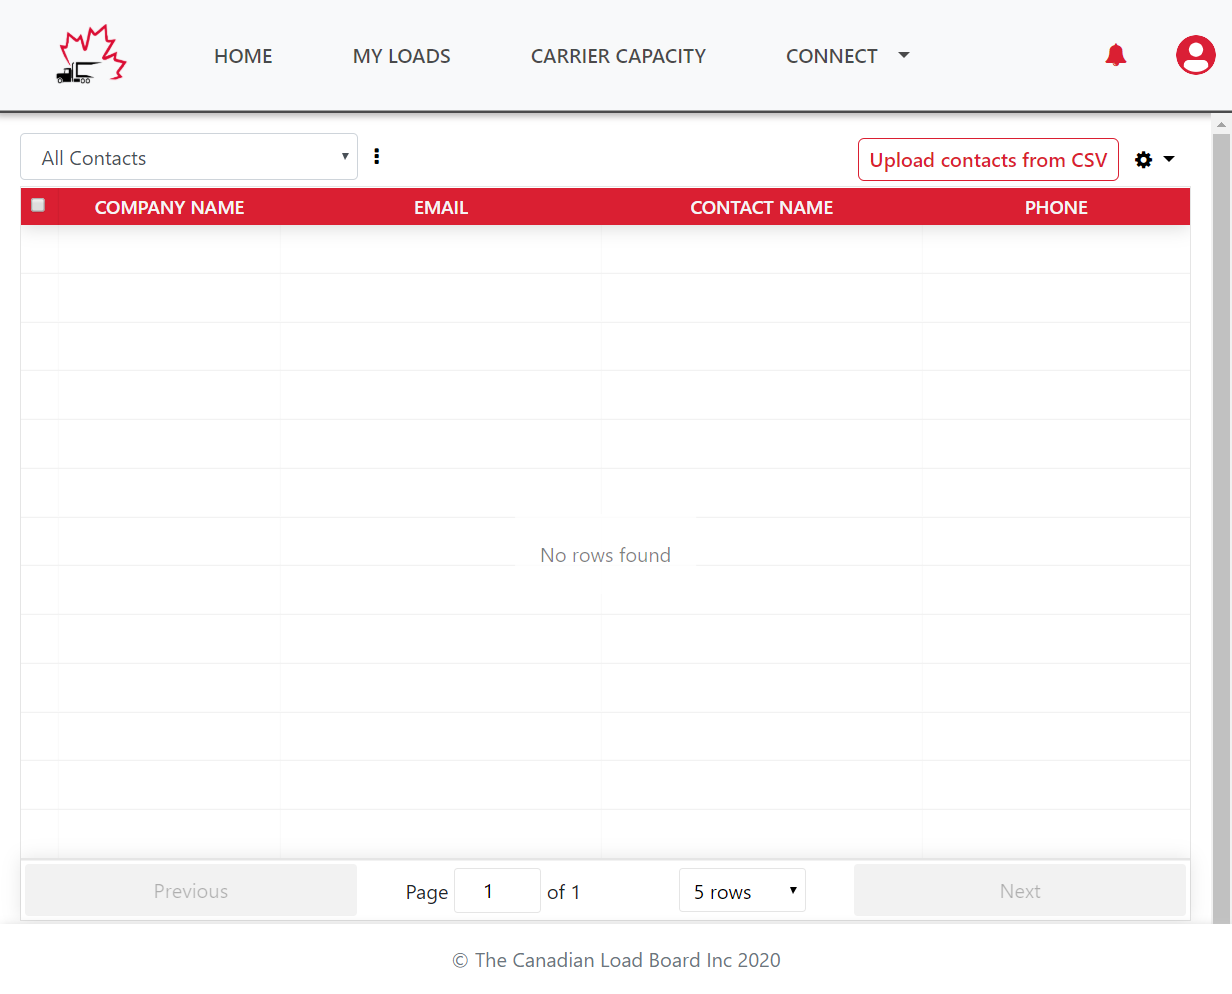 HOME MY LOADS CARRIER CAPACITY CONNECT
All Contacts Upload contacts from CSV
COMPANY NAME EMAIL CONTACT NAME PHONE
No rows found
Previous Page 1 of 1 5 rows Next
© The Canadian Load Board Inc 2020